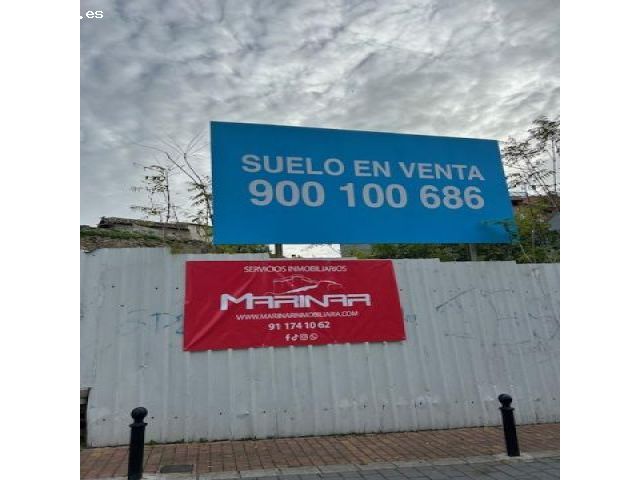 .es
SUELO EN VENTA
900 100 686
SERVICIOS INMOBILIARIOS
MARINAR
WWW.MARINARINMOBILIARIA.COM
91 174 10 62